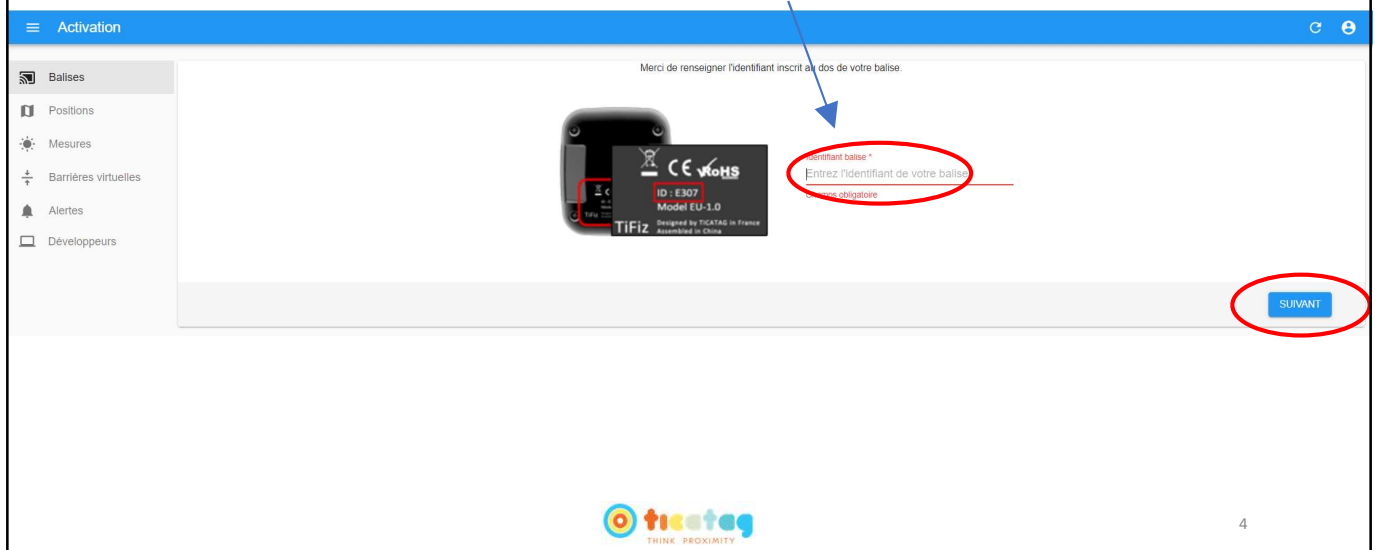 Activation
Balises
Positions
Mesures
Barrières virtuelles
Alertes
Développeurs
Merci de renseigner l'identifiant inscrit au dos de votre balise.
CE RoHS
ID : E307
Model EU-1.0
TiFiz
Designed by TICATAG in France
Assembled in China
Identifiant balise *
Entrez l'identifiant de votre balise
Champs obligatoire
SUIVANT
ticatag
THINK PROXIMITY
4